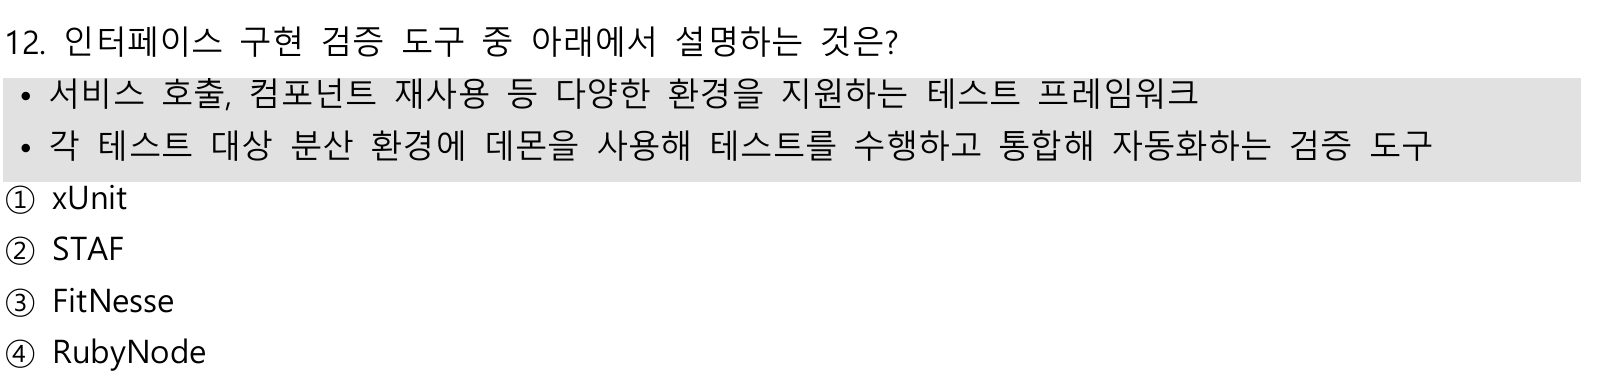 12. 인터페이스 구현 검증 도구 중 아래에서 설명하는 것은?
• 서비스 호출, 컴포넌트 재사용 등 다양한 환경을 지원하는 테스트 프레임워크
• 각 테스트 대상 분산 환경에 데몬을 사용해 테스트를 수행하고 통합해 자동화하는 검증 도구
① xUnit
② STAF
③ FitNesse
④ RubyNode